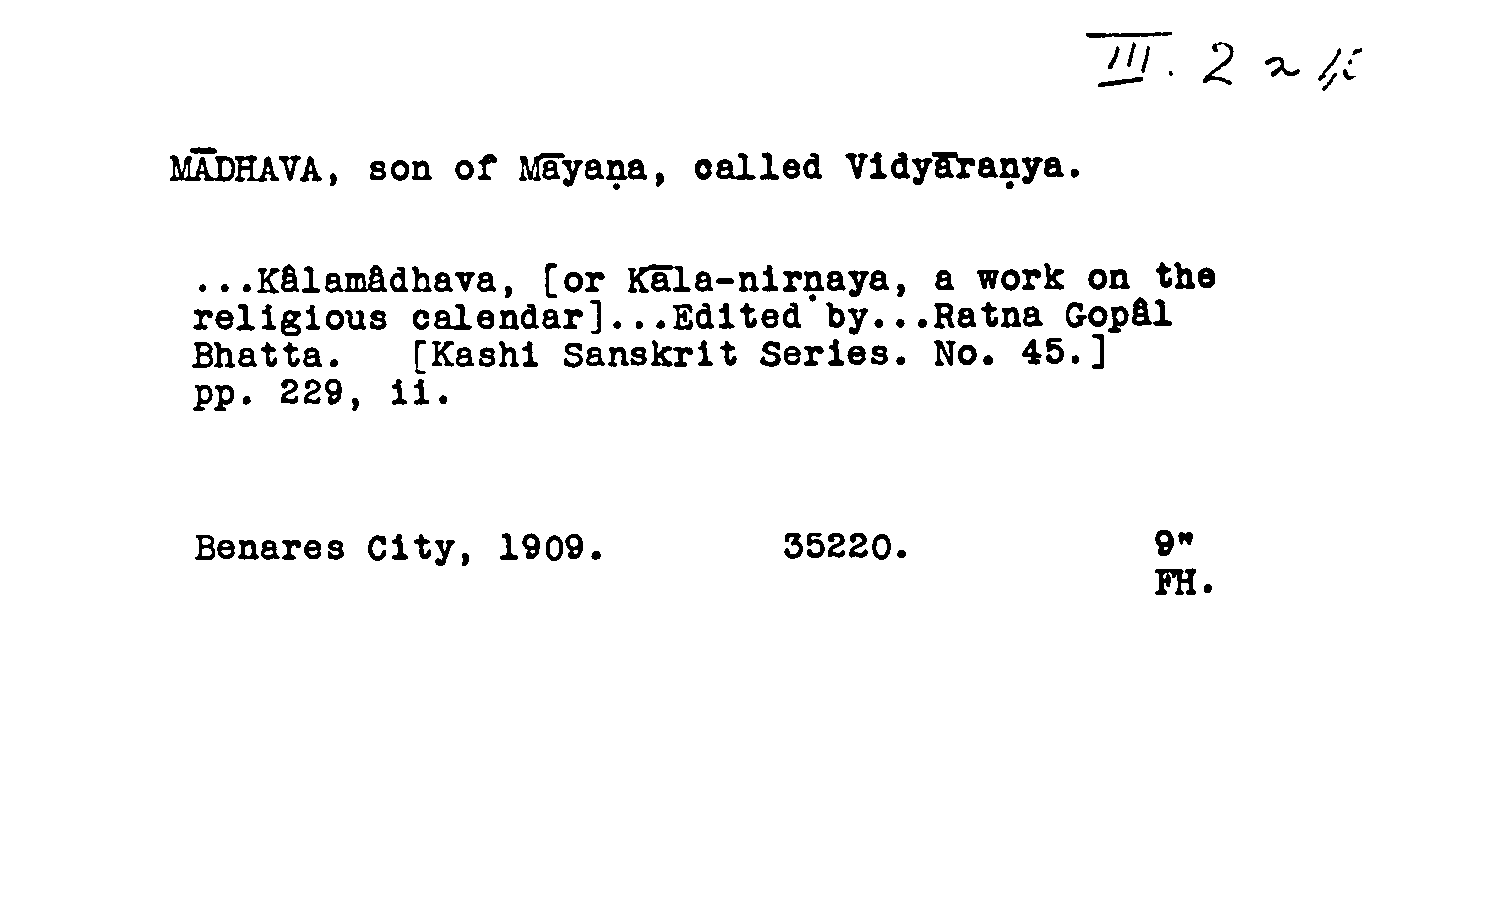 III. 2
MĀDHAVA, son of Māyaṇa, called Vidyāraṇya.
...Kâlamâdhava, [or Kāla-nirṇaya, a work on the
religious calendar]...Edited by...Ratna Gopâl
Bhatta. [Kashi Sanskrit Series. No. 45.]
pp. 229, ii.
Benares City, 1909. 35220. 9"
FH.